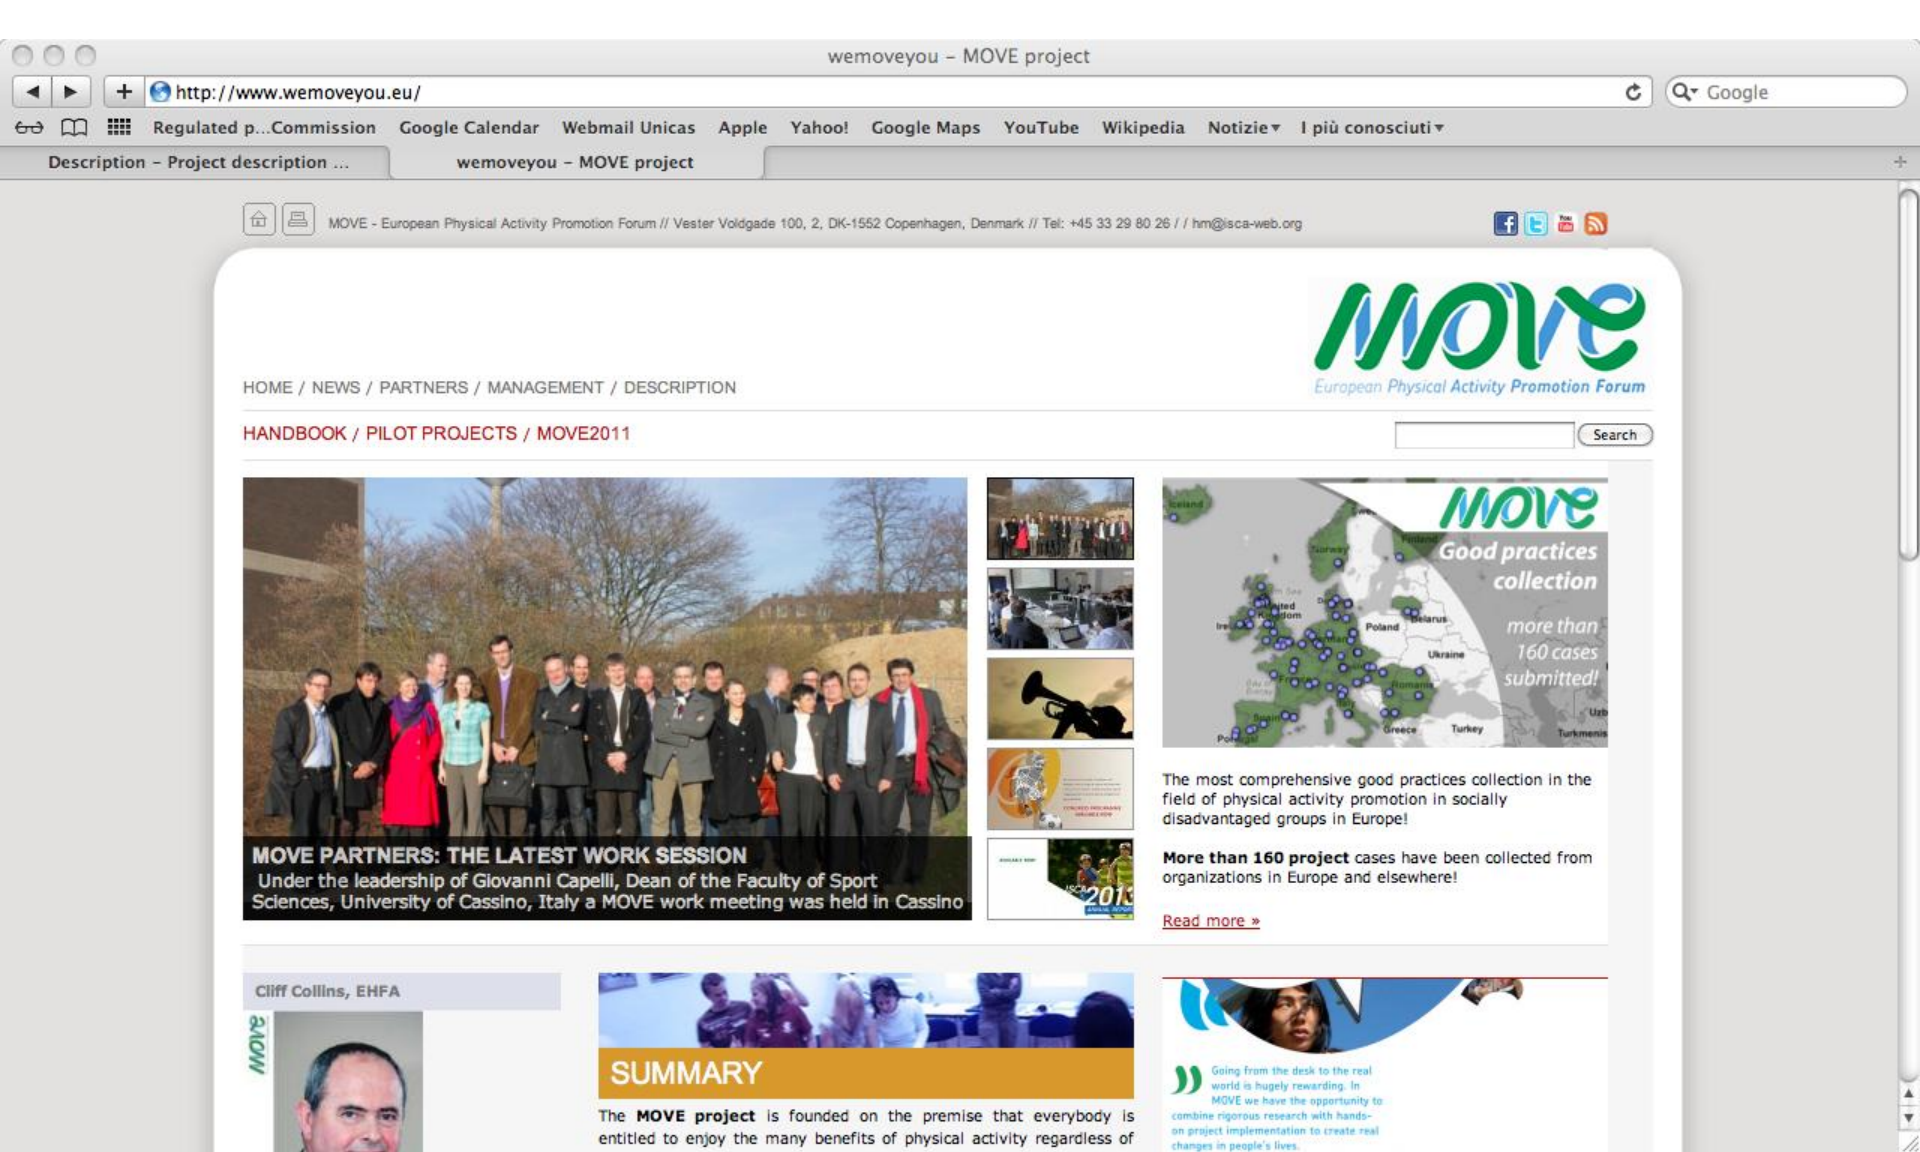 wemoveyou – MOVE project
http://www.wemoveyou.eu/
Google
Regulated p...Commission Google Calendar Webmail Unicas Apple Yahoo! Google Maps YouTube Wikipedia Notizie I più conosciuti
Description – Project description ...
wemoveyou – MOVE project
MOVE - European Physical Activity Promotion Forum // Vester Voldgade 100, 2, DK-1552 Copenhagen, Denmark // Tel: +45 33 29 80 26 / / hm@isca-web.org
MOVE
European Physical Activity Promotion Forum
HOME / NEWS / PARTNERS / MANAGEMENT / DESCRIPTION
HANDBOOK / PILOT PROJECTS / MOVE2011
Search
MOVE PARTNERS: THE LATEST WORK SESSION
Under the leadership of Giovanni Capelli, Dean of the Faculty of Sport
Sciences, University of Cassino, Italy a MOVE work meeting was held in Cassino
ISCA
2013
MOVE
Good practices
collection
more than
160 cases
submitted!
Iceland
Norway
Finland
United
Kingdom
Poland
Belarus
Ukraine
Romania
Italy
Spain
Greece
Turkey
The most comprehensive good practices collection in the
field of physical activity promotion in socially
disadvantaged groups in Europe!
More than 160 project cases have been collected from
organizations in Europe and elsewhere!
Read more »
Cliff Collins, EHFA
MOVE
SUMMARY
The MOVE project is founded on the premise that everybody is
entitled to enjoy the many benefits of physical activity regardless of
Going from the desk to the real
world is hugely rewarding. In
MOVE we have the opportunity to
combine rigorous research with hands-
on project implementation to create real
changes in people's lives.